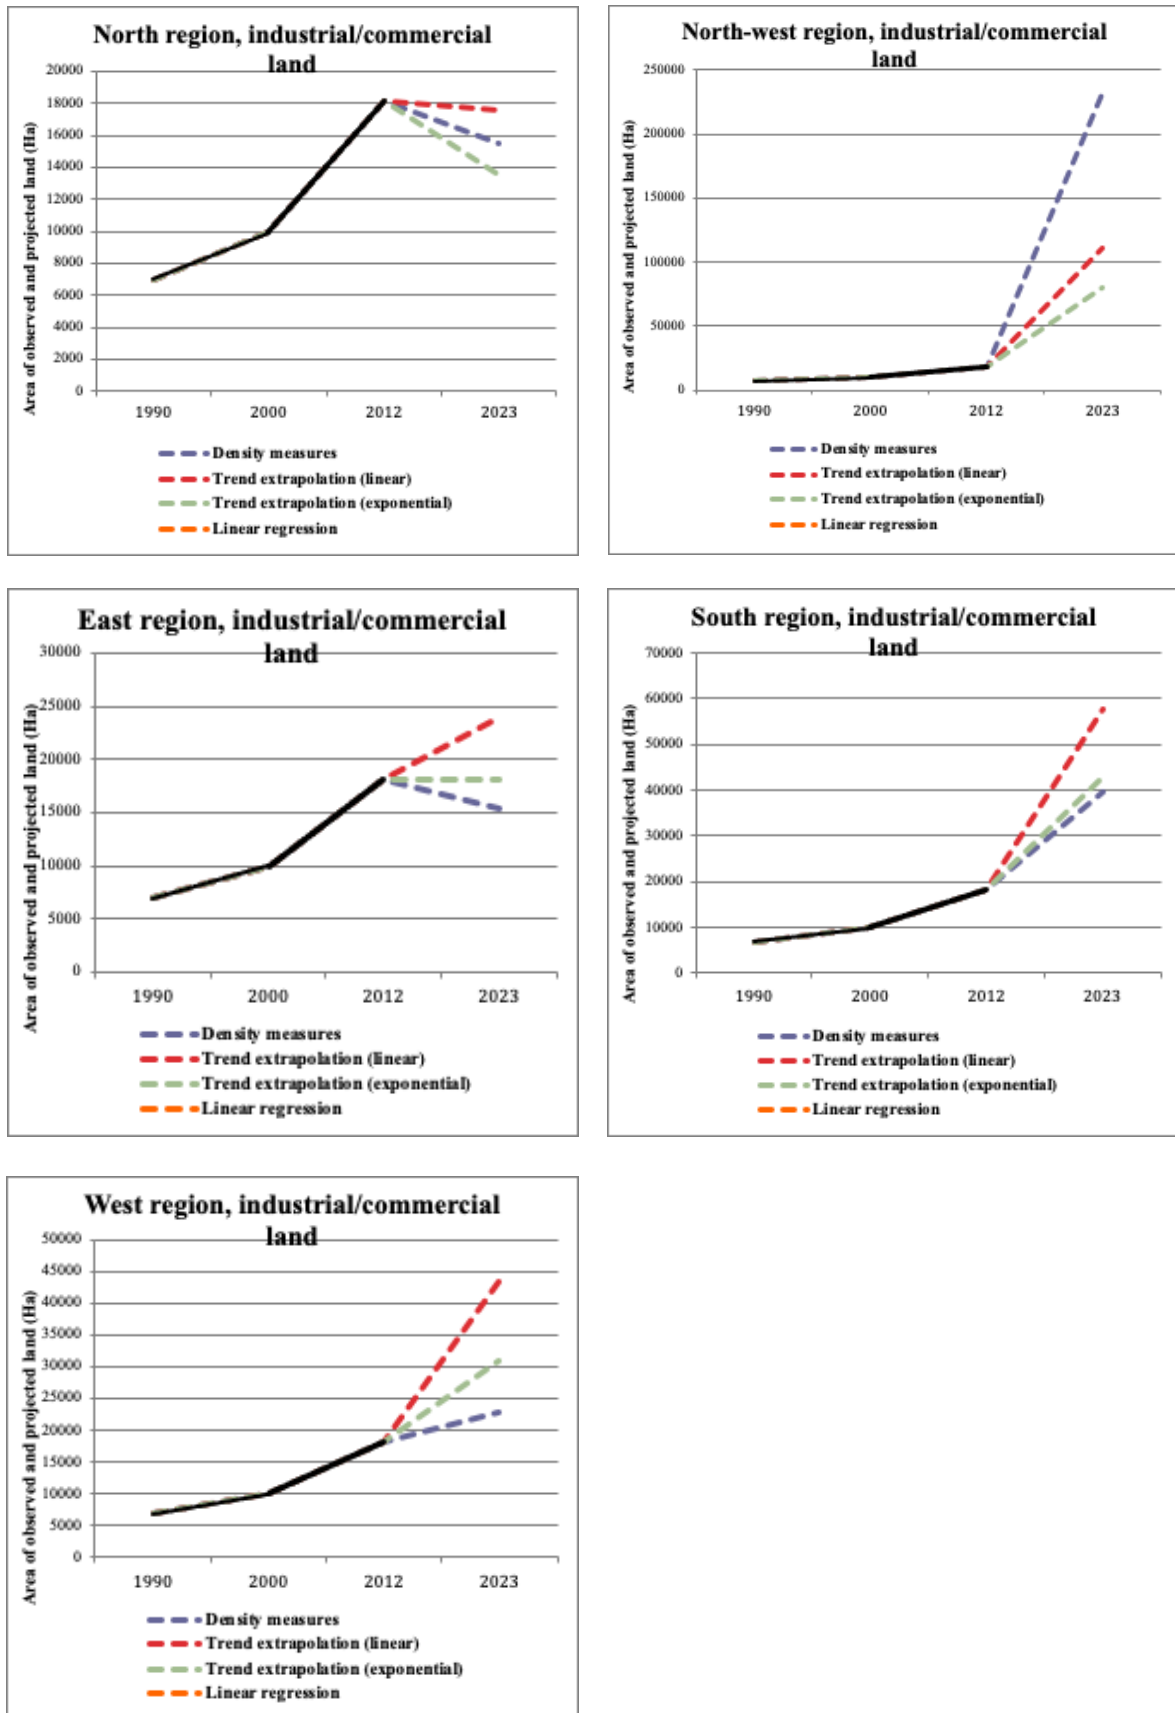 North region, industrial/commercial
land
Area of observed and projected land (Ha)
20000
18000
16000
14000
12000
10000
8000
6000
4000
2000
0
1990 2000 2012 2023
Density measures
Trend extrapolation (linear)
Trend extrapolation (exponential)
Linear regression
North-west region, industrial/commercial
land
Area of observed and projected land (Ha)
250000
200000
150000
100000
50000
0
1990 2000 2012 2023
Density measures
Trend extrapolation (linear)
Trend extrapolation (exponential)
Linear regression
East region, industrial/commercial
land
Area of observed and projected land (Ha)
30000
25000
20000
15000
10000
5000
0
1990 2000 2012 2023
Density measures
Trend extrapolation (linear)
Trend extrapolation (exponential)
Linear regression
South region, industrial/commercial
land
Area of observed and projected land (Ha)
70000
60000
50000
40000
30000
20000
10000
0
1990 2000 2012 2023
Density measures
Trend extrapolation (linear)
Trend extrapolation (exponential)
Linear regression
West region, industrial/commercial
land
Area of observed and projected land (Ha)
50000
45000
40000
35000
30000
25000
20000
15000
10000
5000
0
1990 2000 2012 2023
Density measures
Trend extrapolation (linear)
Trend extrapolation (exponential)
Linear regression